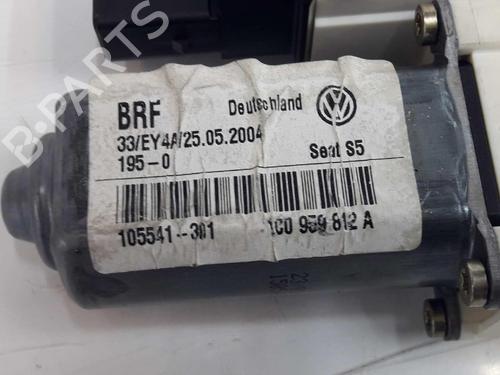 B-PARTS
BRF Deutschland
33/EY4A/25.05.2004
195-0 Seat S5
105541-301 1C0 959 812 A